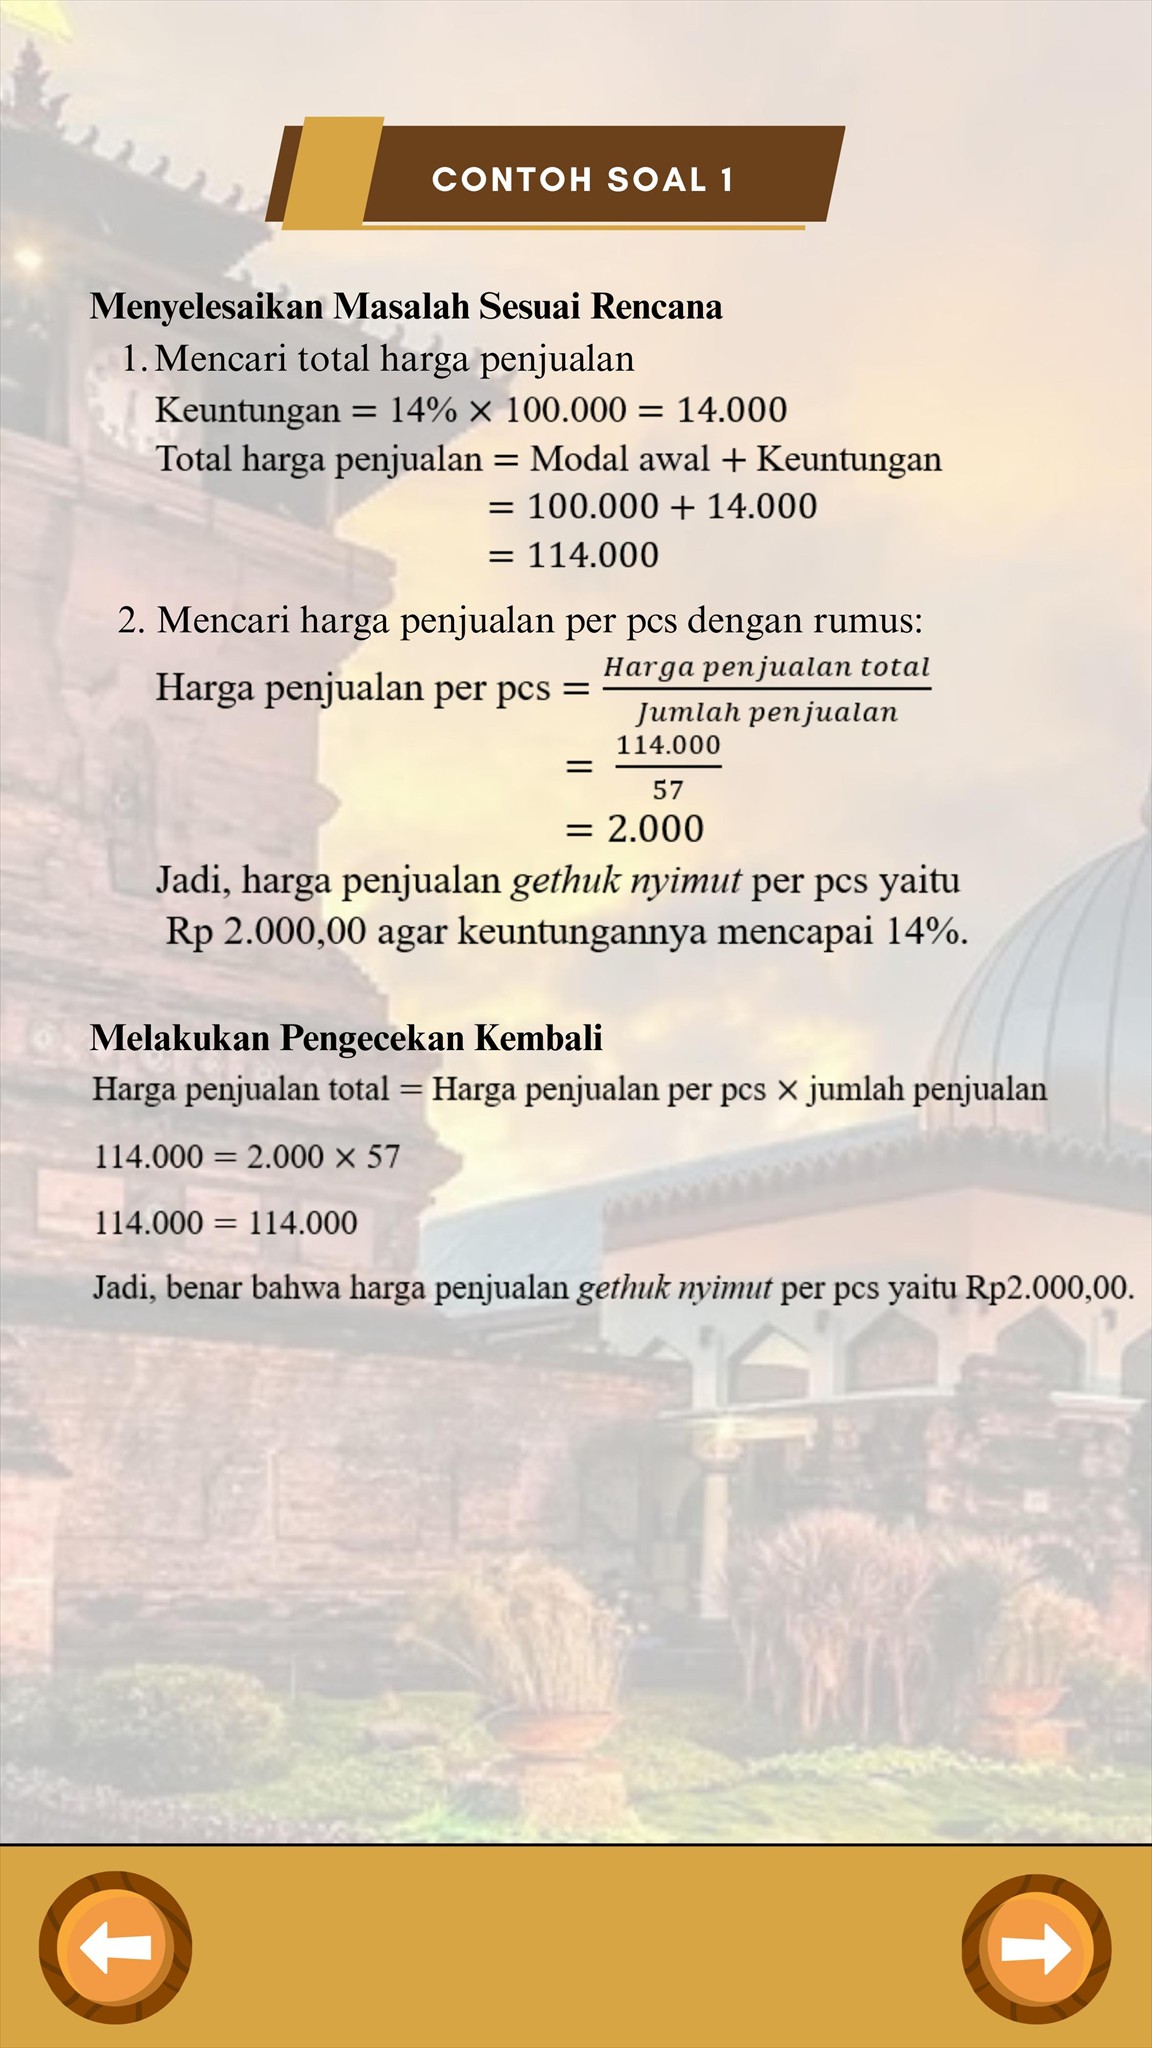 CONTOH SOAL 1
Menyelesaikan Masalah Sesuai Rencana
1. Mencari total harga penjualan
Keuntungan = 14% × 100.000 = 14.000
Total harga penjualan = Modal awal + Keuntungan
= 100.000 + 14.000
= 114.000
2. Mencari harga penjualan per pcs dengan rumus:
Harga penjualan per pcs = Harga penjualan total / Jumlah penjualan
= 114.000 / 57
= 2.000
Jadi, harga penjualan gethuk nyimut per pcs yaitu
Rp 2.000,00 agar keuntungannya mencapai 14%.
Melakukan Pengecekan Kembali
Harga penjualan total = Harga penjualan per pcs × jumlah penjualan
114.000 = 2.000 × 57
114.000 = 114.000
Jadi, benar bahwa harga penjualan gethuk nyimut per pcs yaitu Rp2.000,00.